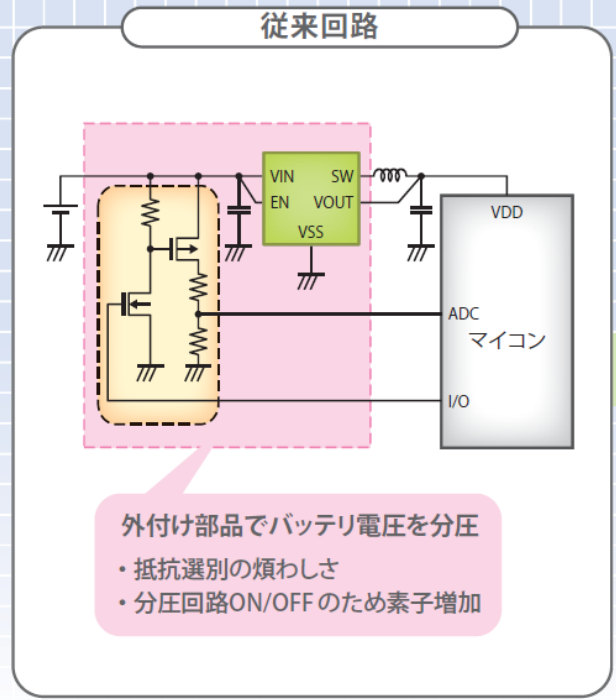 従来回路
VIN
SW
EN
VOUT
VSS
VDD
ADC
マイコン
I/O
外付け部品でバッテリ電圧を分圧
・抵抗選別の煩わしさ
・分圧回路ON/OFFのため素子増加